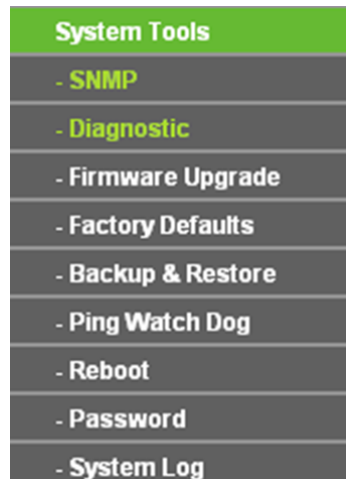 System Tools
- SNMP
- Diagnostic
- Firmware Upgrade
- Factory Defaults
- Backup & Restore
- Ping Watch Dog
- Reboot
- Password
- System Log